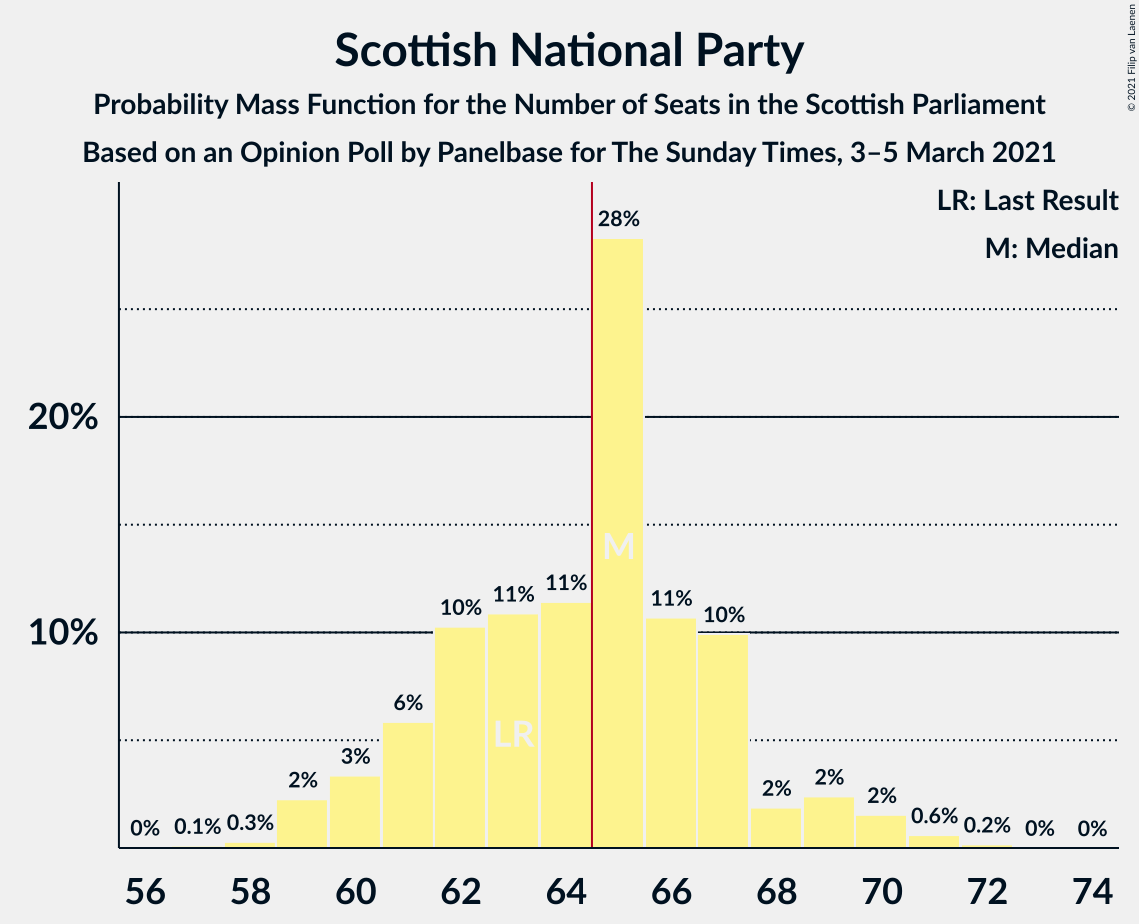 Scottish National Party
Probability Mass Function for the Number of Seats in the Scottish Parliament
Based on an Opinion Poll by Panelbase for The Sunday Times, 3–5 March 2021
© 2021 Filip van Laenen
LR: Last Result
M: Median
20%
10%
0%
0.1%
0.3%
2%
3%
6%
10%
11%
11%
28%
11%
10%
2%
2%
2%
0.6%
0.2%
0%
0%
LR
M
56 58 60 62 64 66 68 70 72 74